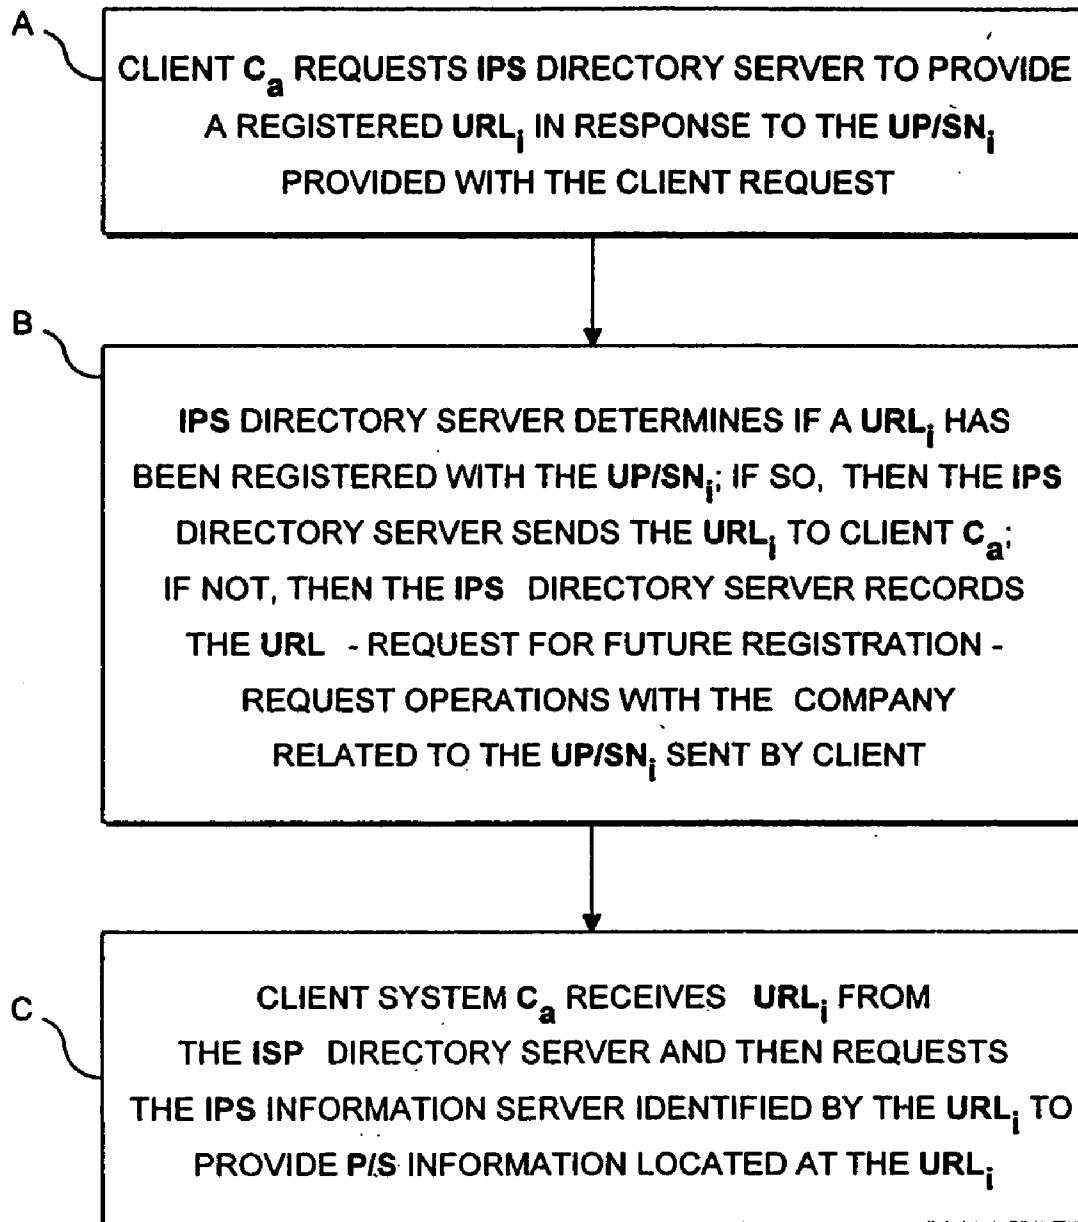 A
CLIENT Ca REQUESTS IPS DIRECTORY SERVER TO PROVIDE
A REGISTERED URLi IN RESPONSE TO THE UP/SNi
PROVIDED WITH THE CLIENT REQUEST
B
IPS DIRECTORY SERVER DETERMINES IF A URLi HAS
BEEN REGISTERED WITH THE UP/SNi; IF SO, THEN THE IPS
DIRECTORY SERVER SENDS THE URLi TO CLIENT Ca;
IF NOT, THEN THE IPS DIRECTORY SERVER RECORDS
THE URL - REQUEST FOR FUTURE REGISTRATION -
REQUEST OPERATIONS WITH THE COMPANY
RELATED TO THE UP/SNi SENT BY CLIENT
C
CLIENT SYSTEM Ca RECEIVES URLi FROM
THE ISP DIRECTORY SERVER AND THEN REQUESTS
THE IPS INFORMATION SERVER IDENTIFIED BY THE URLi TO
PROVIDE P/S INFORMATION LOCATED AT THE URLi